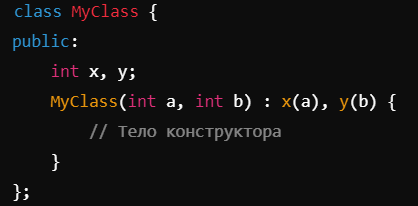 class MyClass {
public:
    int x, y;
    MyClass(int a, int b) : x(a), y(b) {
        // Тело конструктора
    }
};